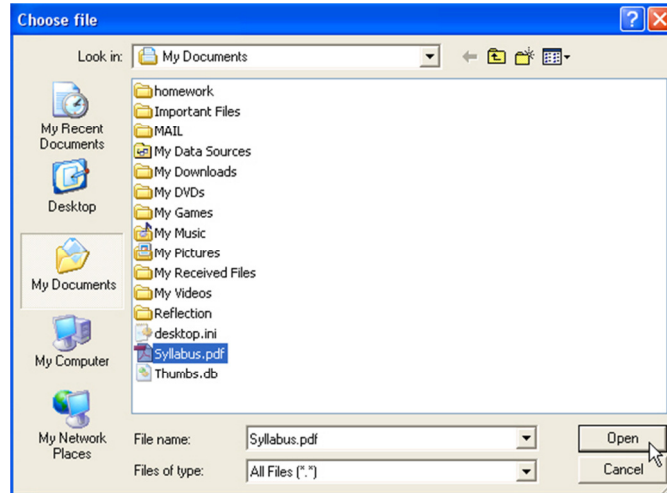 Choose file
Look in:
My Documents
My Recent
Documents
Desktop
My Documents
My Computer
My Network
Places
homework
Important Files
MAIL
My Data Sources
My Downloads
My DVDs
My Games
My Music
My Pictures
My Received Files
My Videos
Reflection
desktop.ini
Syllabus.pdf
Thumbs.db
File name:
Syllabus.pdf
Open
Files of type:
All Files (*.*)
Cancel